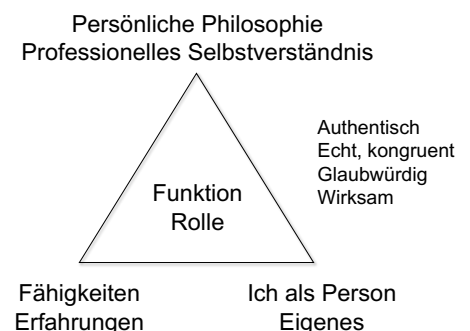 Persönliche Philosophie
Professionelles Selbstverständnis
Authentisch
Echt, kongruent
Glaubwürdig
Wirksam
Funktion
Rolle
Fähigkeiten
Erfahrungen
Ich als Person
Eigenes